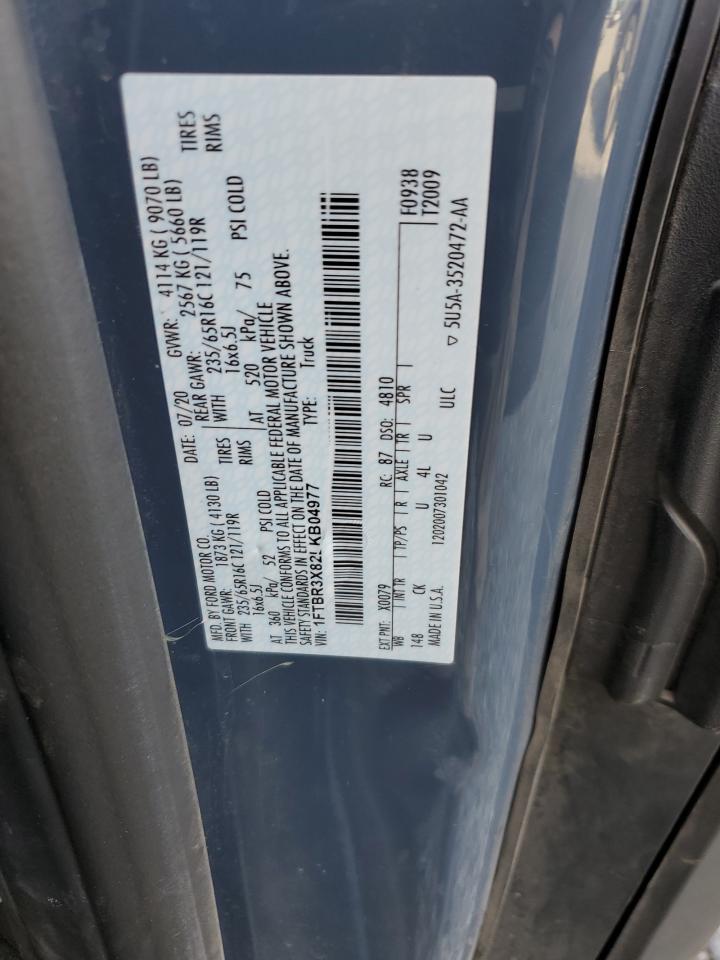 MFD. BY FORD MOTOR CO.
DATE: 07/20 GVWR: 4114 KG ( 9070 LB)
FRONT GAWR: 1873 KG ( 4130 LB) REAR GAWR: 2567 KG ( 5660 LB)
WITH 235/65R16C 121/119R TIRES WITH 235/65R16C 121/119R TIRES
16x6.5J RIMS 16x6.5J RIMS
AT 360 kPa/ 52 PSI COLD AT 520 kPa/ 75 PSI COLD
THIS VEHICLE CONFORMS TO ALL APPLICABLE FEDERAL MOTOR VEHICLE
SAFETY STANDARDS IN EFFECT ON THE DATE OF MANUFACTURE SHOWN ABOVE.
VIN: 1FTBR3X82LKB04977 TYPE: Truck
EXT PNT: X0079 RC: 87 DSO: 4810 F0938
WB INT TR TP/PS R AXLE TR SPR T2009
148 CK U 4L U
MADE IN U.S.A. 1202007301042 ULC 5U5A-3520472-AA